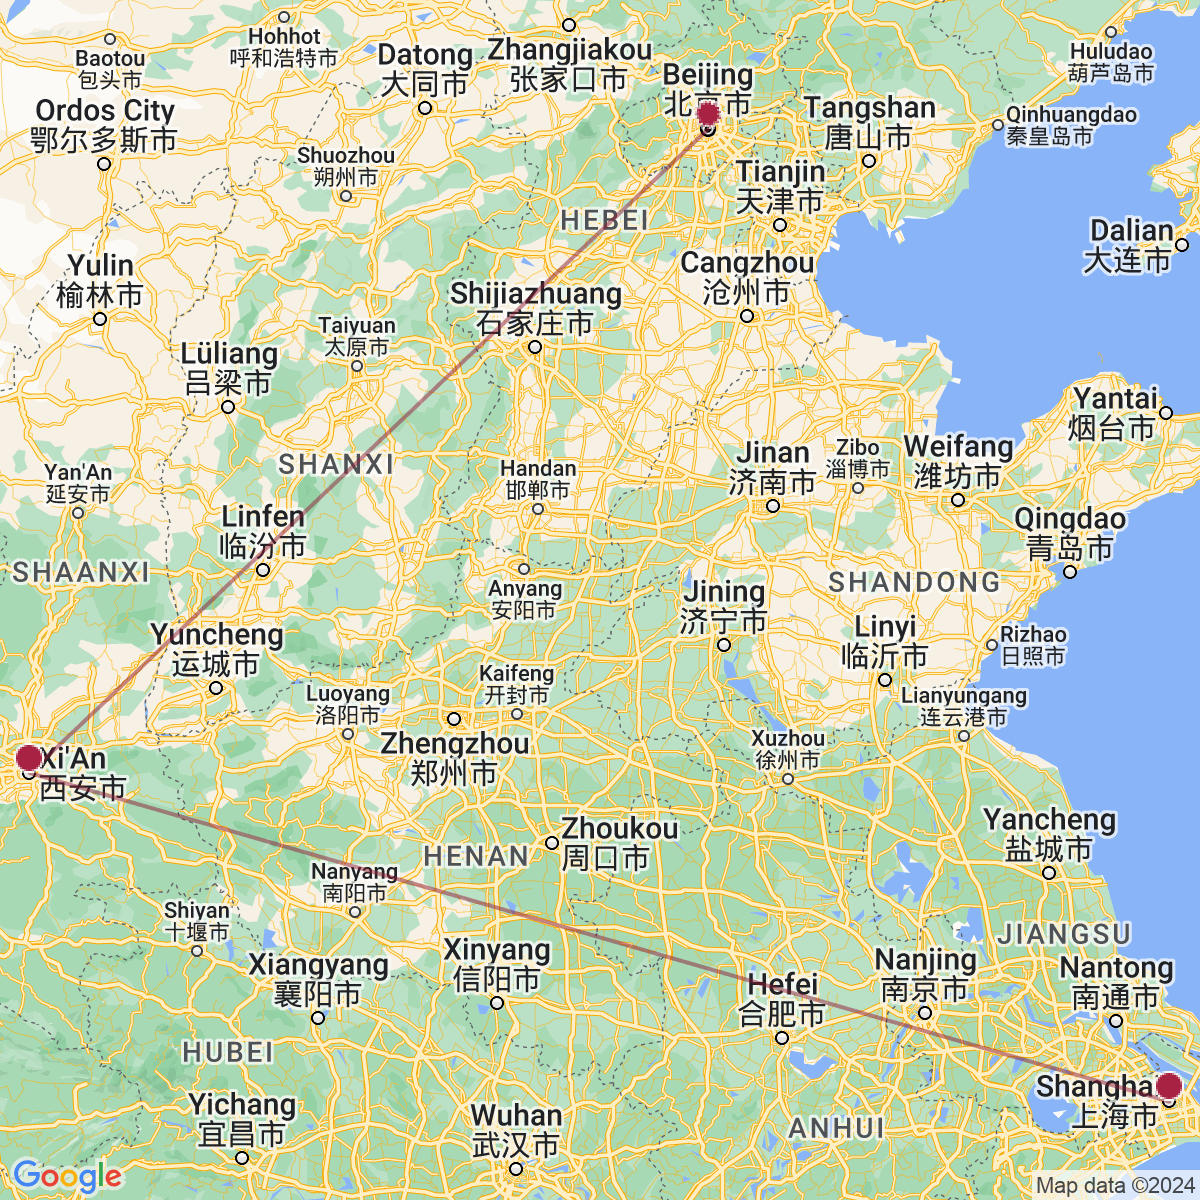 Hohhot
呼和浩特市
Baotou
包头市
Datong
大同市
Zhangjiakou
张家口市
Beijing
北京市
Huludao
葫芦岛市
Ordos City
鄂尔多斯市
Tangshan
唐山市
Qinhuangdao
秦皇岛市
Shuozhou
朔州市
Tianjin
天津市
HEBEI
Dalian
大连市
Yulin
榆林市
Cangzhou
沧州市
Shijiazhuang
石家庄市
Taiyuan
太原市
Lüliang
吕梁市
Yantai
烟台市
SHANXI
Yan'An
延安市
Handan
邯郸市
Jinan
济南市
Zibo
淄博市
Weifang
潍坊市
Linfen
临汾市
Qingdao
青岛市
SHAANXI
Anyang
安阳市
Jining
济宁市
SHANDONG
Yuncheng
运城市
Linyi
临沂市
Rizhao
日照市
Kaifeng
开封市
Luoyang
洛阳市
Lianyungang
连云港市
Xi'An
西安市
Zhengzhou
郑州市
Xuzhou
徐州市
Zhoukou
周口市
HENAN
Yancheng
盐城市
Nanyang
南阳市
Shiyan
十堰市
JIANGSU
Xinyang
信阳市
Xiangyang
襄阳市
Nanjing
南京市
Nantong
南通市
Hefei
合肥市
HUBEI
Shangha
上海市
Yichang
宜昌市
Wuhan
武汉市
ANHUI
Google
Map data ©2024